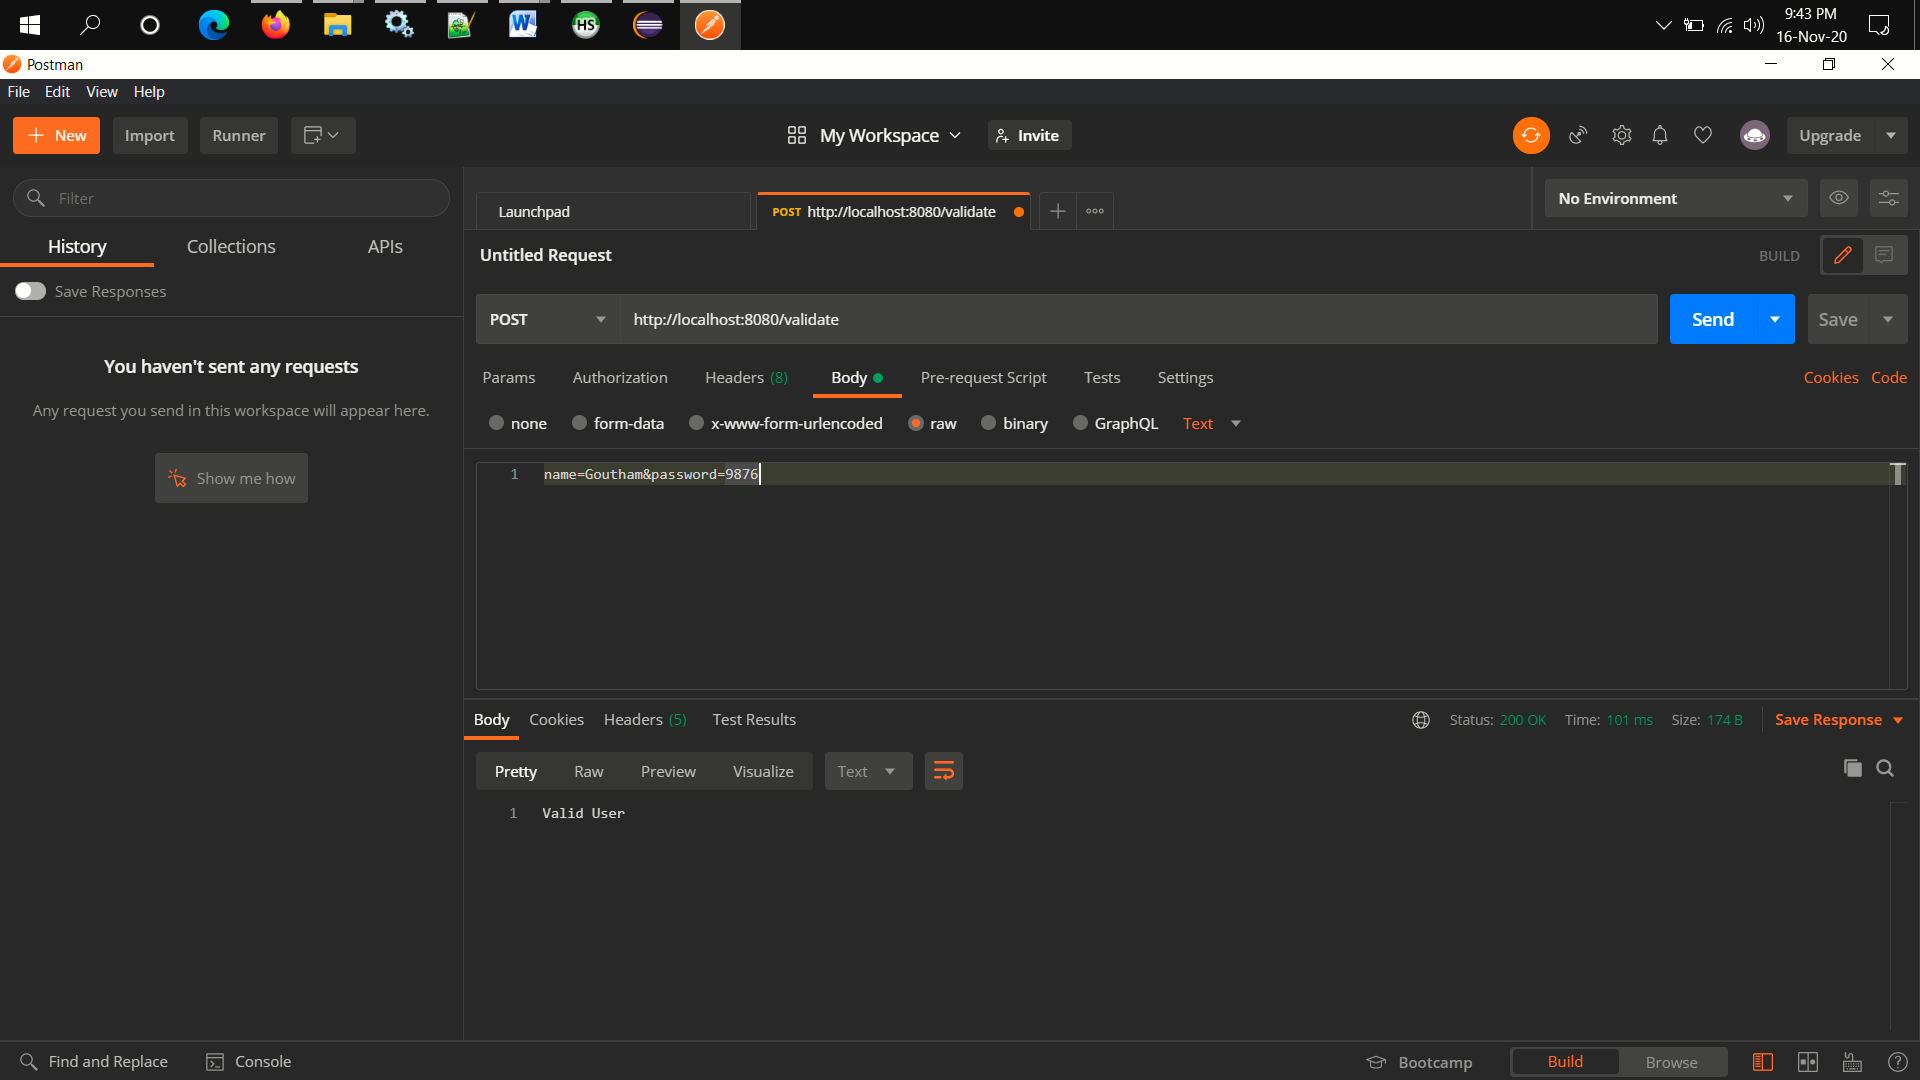 9:43 PM
16-Nov-20
Postman
File Edit View Help
New Import Runner
My Workspace Invite
Upgrade
Filter
Launchpad
POST http://localhost:8080/validate
No Environment
History Collections APIs
Save Responses
Untitled Request
BUILD
You haven't sent any requests
Any request you send in this workspace will appear here.
Show me how
POST http://localhost:8080/validate Send Save
Params Authorization Headers (8) Body Pre-request Script Tests Settings Cookies Code
none form-data x-www-form-urlencoded raw binary GraphQL Text
1 name=Goutham&password=9876
Body Cookies Headers (5) Test Results Status: 200 OK Time: 101 ms Size: 174 B Save Response
Pretty Raw Preview Visualize Text
1 Valid User
Find and Replace Console Bootcamp Build Browse